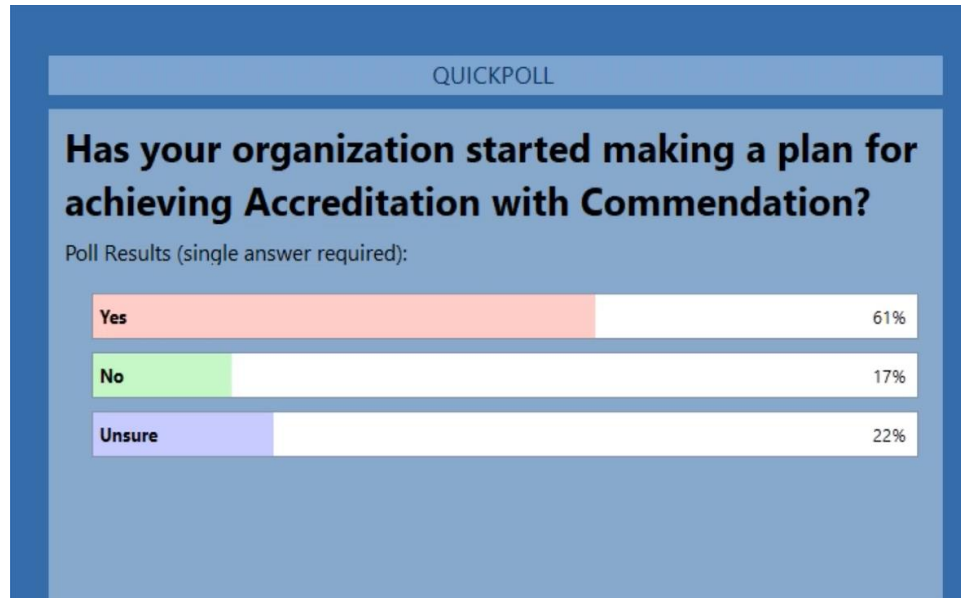 QUICKPOLL
Has your organization started making a plan for
achieving Accreditation with Commendation?
Poll Results (single answer required):
Yes 61%
No 17%
Unsure 22%